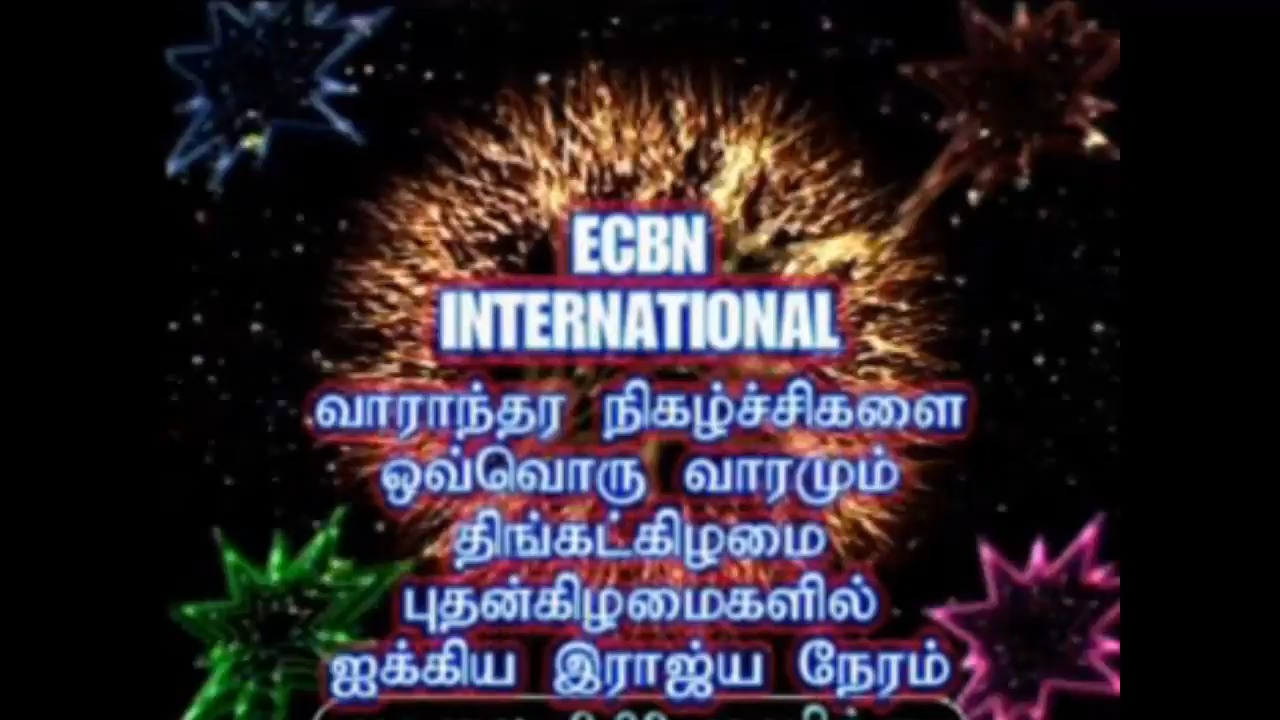 ECBN
INTERNATIONAL
வாராந்தர நிகழ்ச்சிகளை
ஒவ்வொரு வாரமும்
திங்கட்கிழமை
புதன்கிழமைகளில்
ஐக்கிய இராஜ்ய நேரம்